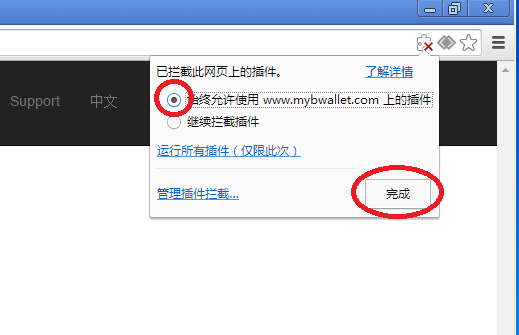 已拦截此网页上的插件。 了解详情
Support 中文 始终允许使用 www.mybwallet.com 上的插件
继续拦截插件
运行所有插件（仅限此次）
管理插件拦截... 完成